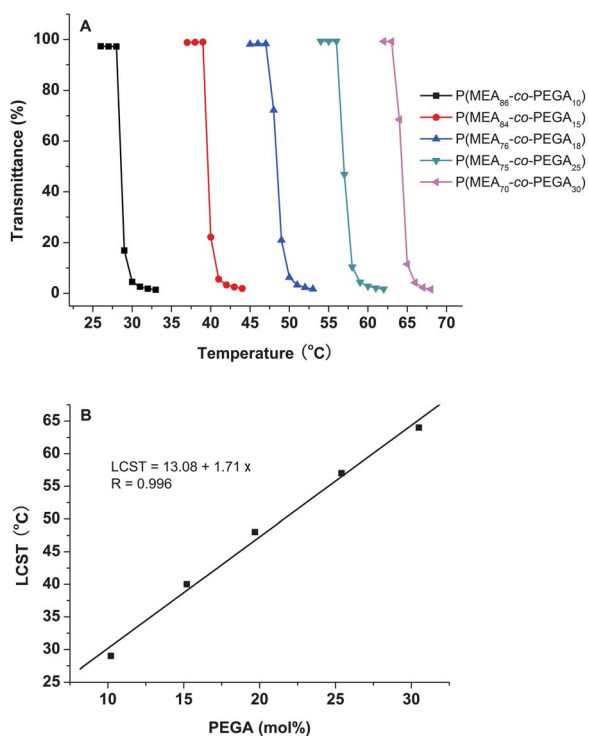 A
100
80
60
40
20
0
Transmittance (%)
25 30 35 40 45 50 55 60 65 70
Temperature (°C)
P(MEA86-co-PEGA10)
P(MEA84-co-PEGA15)
P(MEA76-co-PEGA18)
P(MEA75-co-PEGA25)
P(MEA70-co-PEGA30)
B
65
60
55
50
45
40
35
30
25
LCST (°C)
LCST = 13.08 + 1.71 x
R = 0.996
10 15 20 25 30
PEGA (mol%)